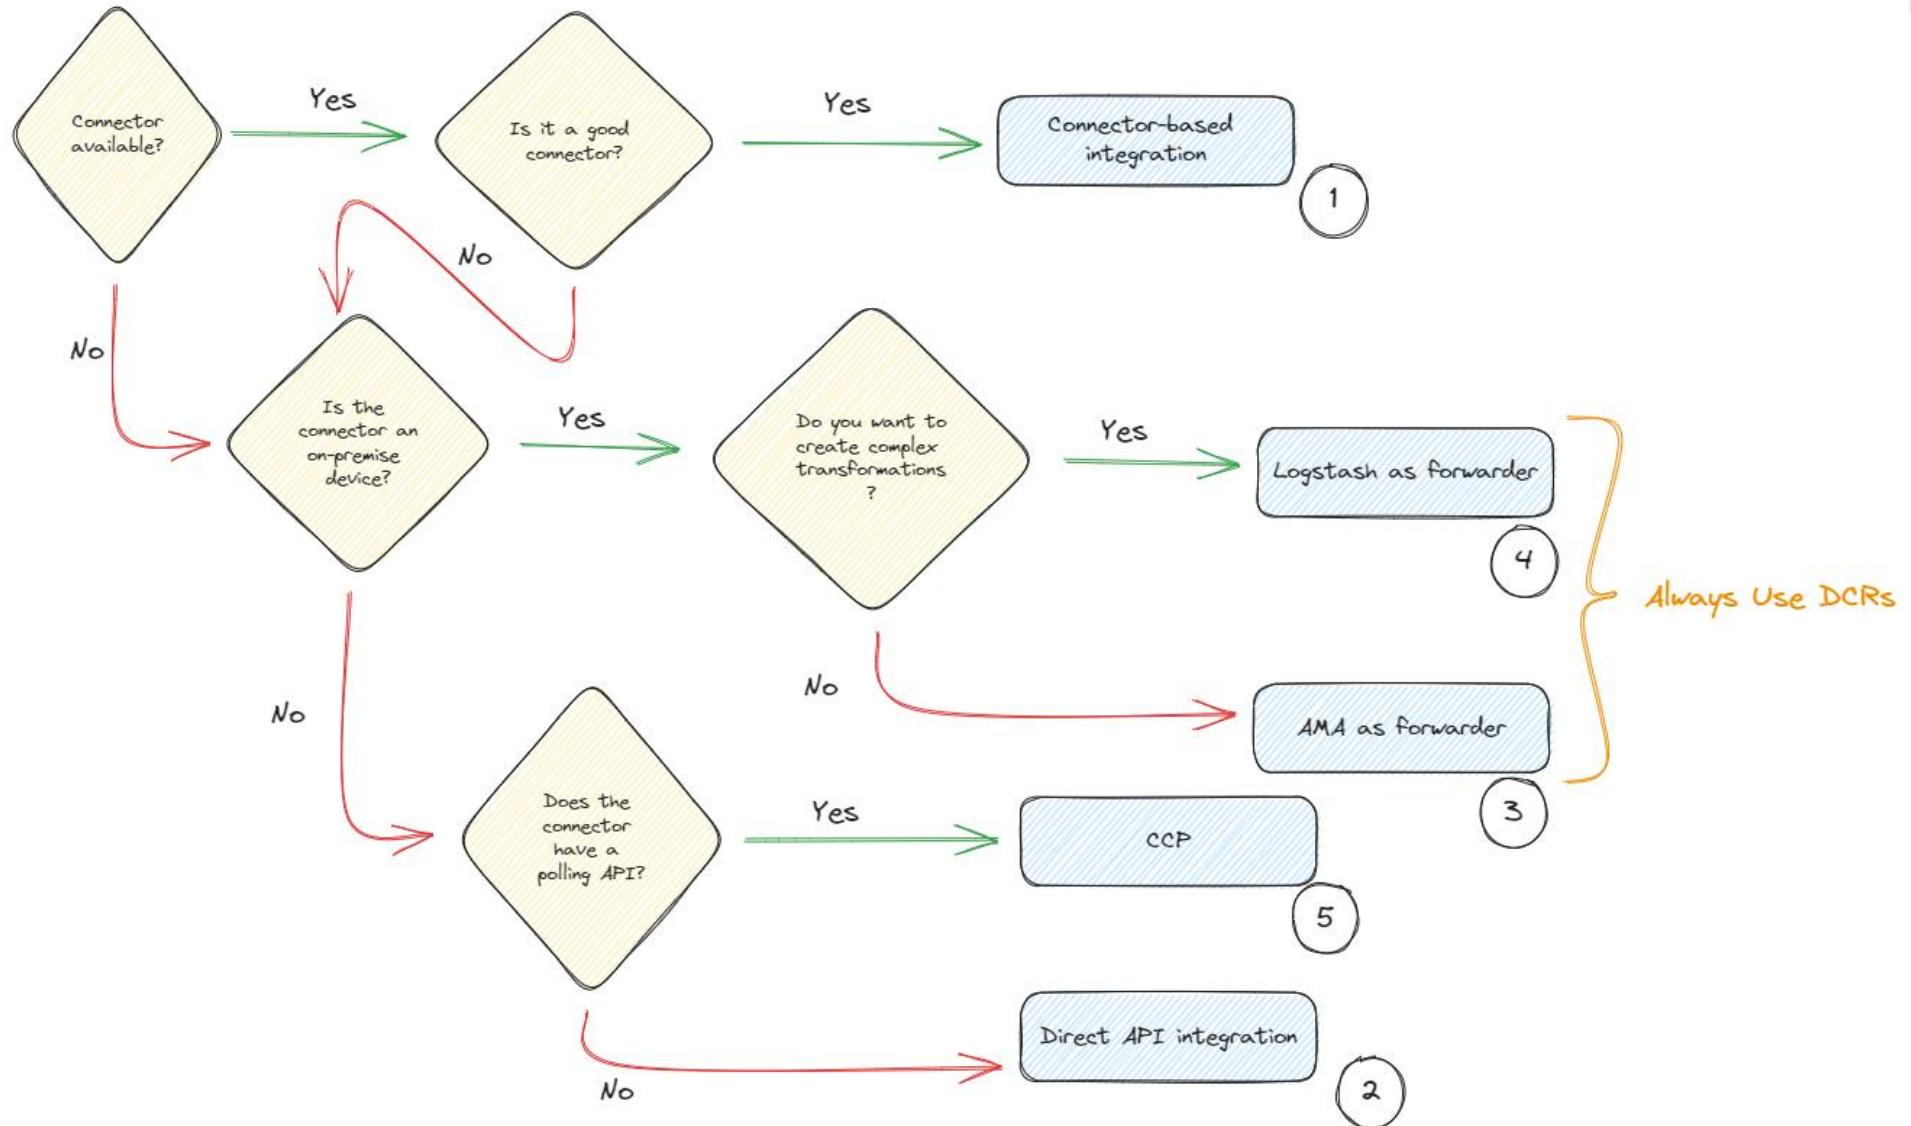 Connector
available?
Yes
Is it a good
connector?
Yes
Connector-based
integration
1
No
No
Is the
connector an
on-premise
device?
Yes
Do you want to
create complex
transformations
?
Yes
Logstash as forwarder
4
Always Use DCRs
No
AMA as forwarder
3
No
Does the
connector
have a
polling API?
Yes
CCP
5
No
Direct API integration
2